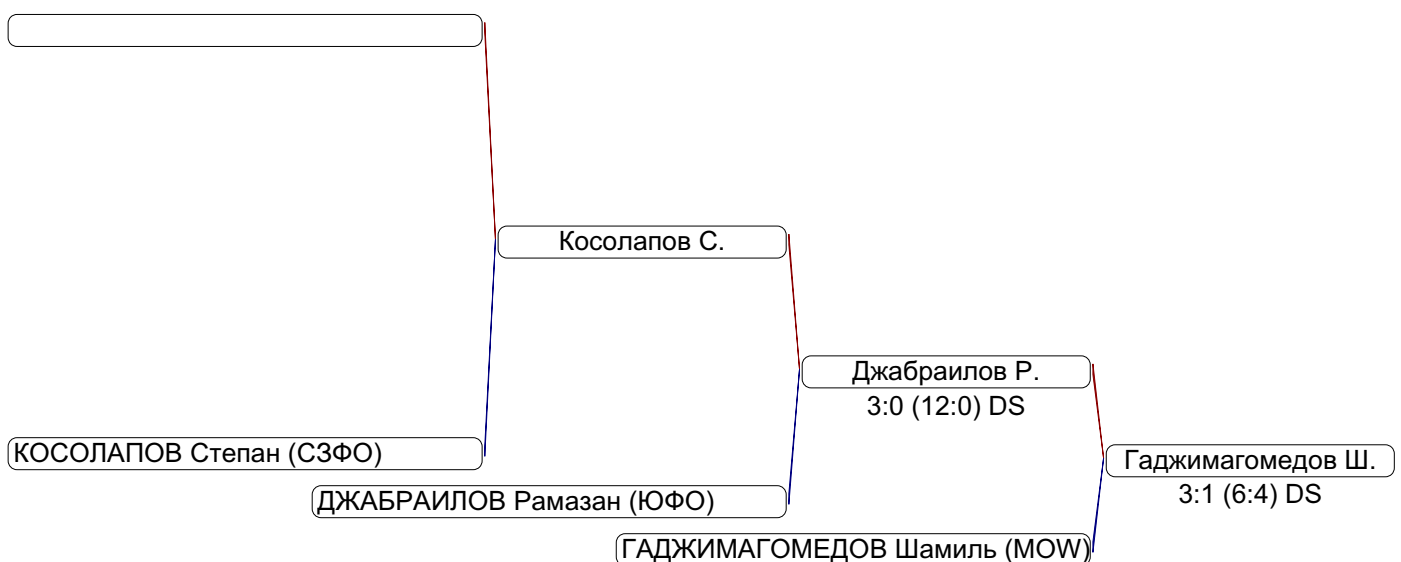 Косолапов С.
Джабраилов Р.
3:0 (12:0) DS
КОСОЛАПОВ Степан (СЗФО)
Гаджимагомедов Ш.
3:1 (6:4) DS
ДЖАБРАИЛОВ Рамазан (ЮФО)
ГАДЖИМАГОМЕДОВ Шамиль (MOW)